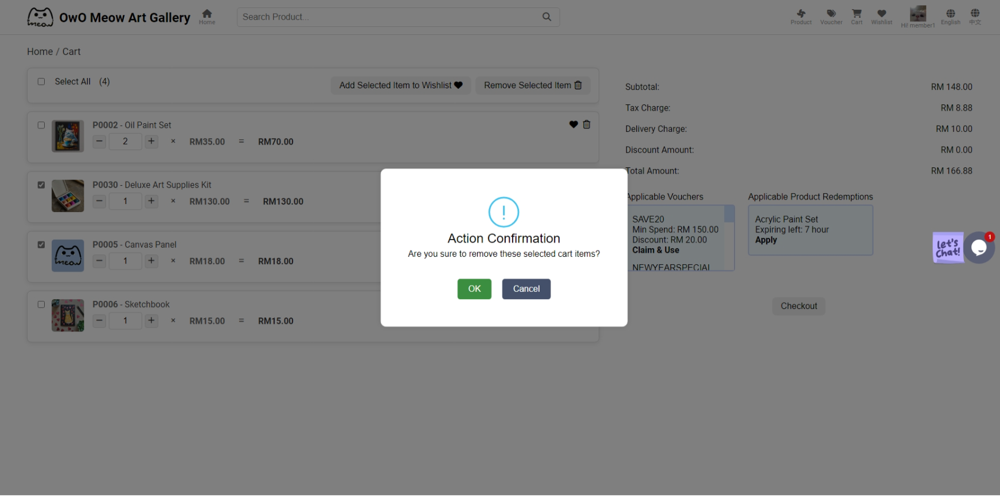 meow OwO Meow Art Gallery
Home
Search Product...
Product
Voucher
Cart
Wishlist
Hi! member1
English
中文
Home / Cart
Select All (4)
Add Selected Item to Wishlist
Remove Selected Item
P0002 - Oil Paint Set
− 2 + × RM35.00 = RM70.00
P0030 - Deluxe Art Supplies Kit
− 1 + × RM130.00 = RM130.00
P0005 - Canvas Panel
meow
− 1 + × RM18.00 = RM18.00
P0006 - Sketchbook
− 1 + × RM15.00 = RM15.00
Action Confirmation
Are you sure to remove these selected cart items?
OK
Cancel
Subtotal: RM 148.00
Tax Charge: RM 8.88
Delivery Charge: RM 10.00
Discount Amount: RM 0.00
Total Amount: RM 166.88
Applicable Vouchers
SAVE20
Min Spend: RM 150.00
Discount: RM 20.00
Claim & Use
NEWYEARSPECIAL
Applicable Product Redemptions
Acrylic Paint Set
Expiring left: 7 hour
Apply
Checkout
Let's
Chat!
1